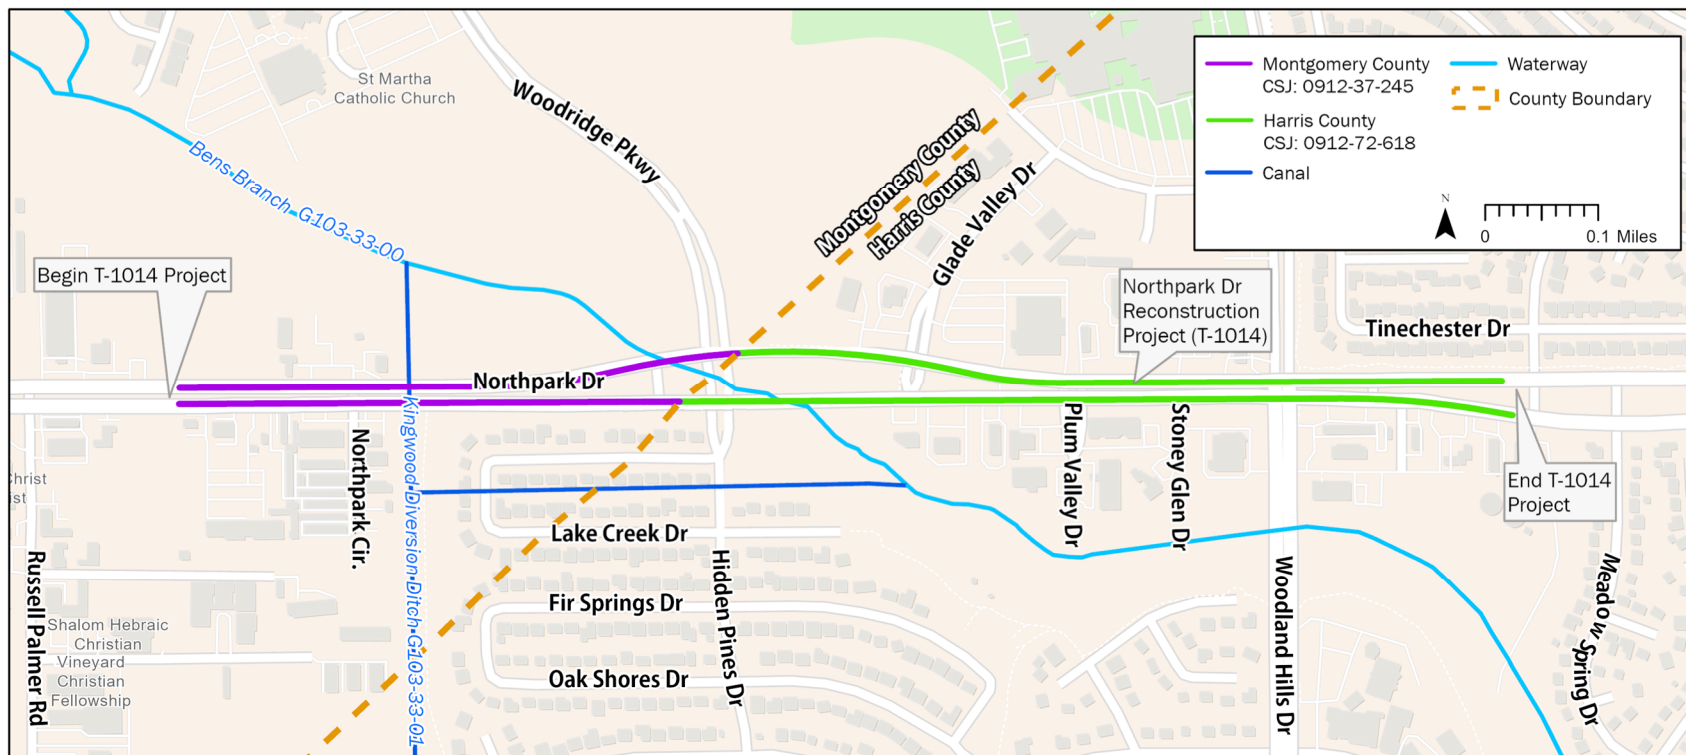 St Martha
Catholic Church
Woodridge Pkwy
Montgomery County
CSJ: 0912-37-245
Harris County
CSJ: 0912-72-618
Canal
Waterway
County Boundary
N
0
0.1 Miles
Bens Branch G103-33-00
Montgomery County
Harris County
Glade Valley Dr
Begin T-1014 Project
Northpark Dr
Reconstruction
Project (T-1014)
Tinechester Dr
Northpark Dr
Kingwood Diversion Ditch G103-33-01
Northpark Cir.
Plum Valley Dr
Stoney Glen Dr
End T-1014
Project
Christ
ist
Lake Creek Dr
Russell Palmer Rd
Hidden Pines Dr
Woodland Hills Dr
Meadow Spring Dr
Fir Springs Dr
Shalom Hebraic
Christian
Vineyard
Christian
Fellowship
Oak Shores Dr